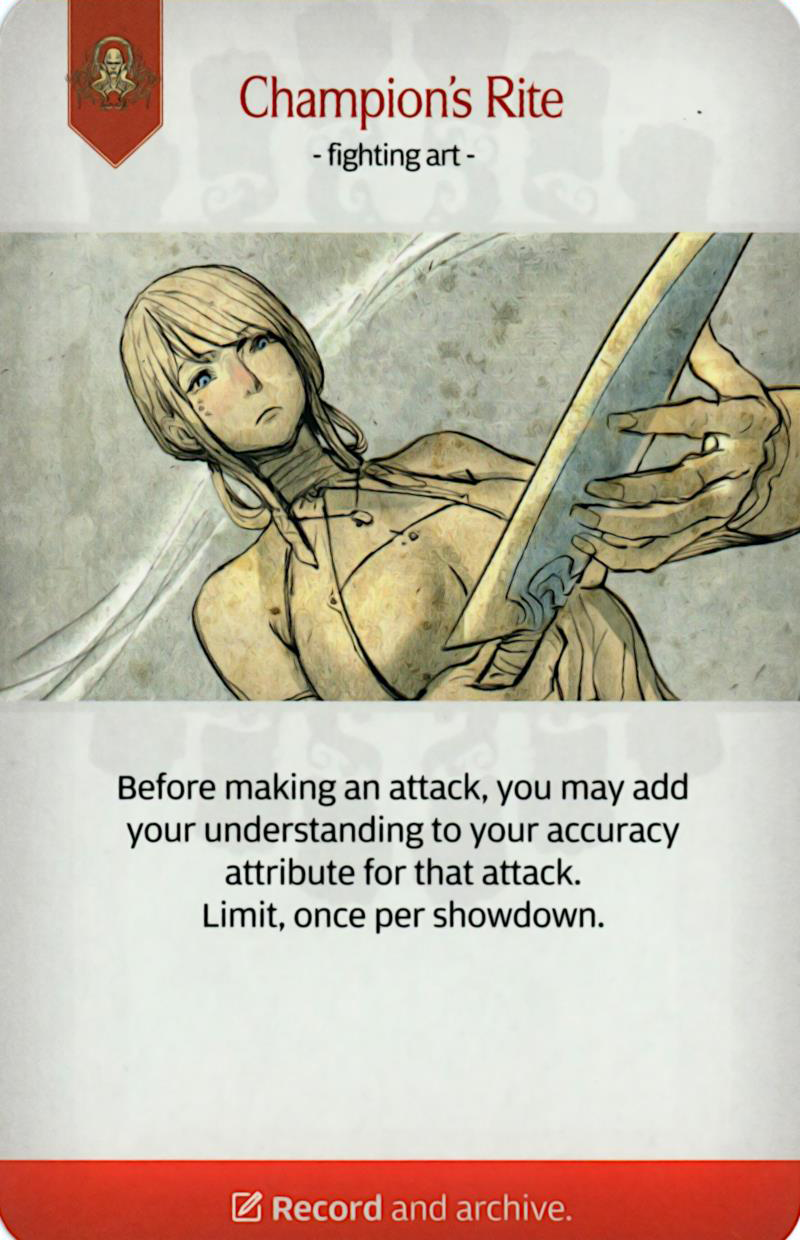 Champion's Rite
- fighting art -
Before making an attack, you may add
your understanding to your accuracy
attribute for that attack.
Limit, once per showdown.
Record and archive.